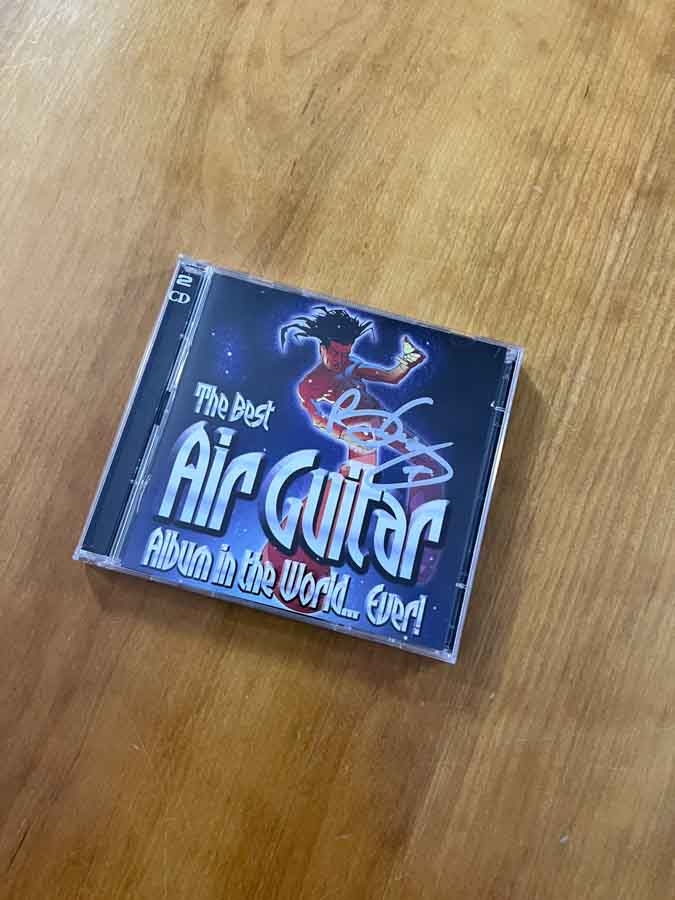 2
CD
The Best
Air Guitar
Album in the World... Ever!